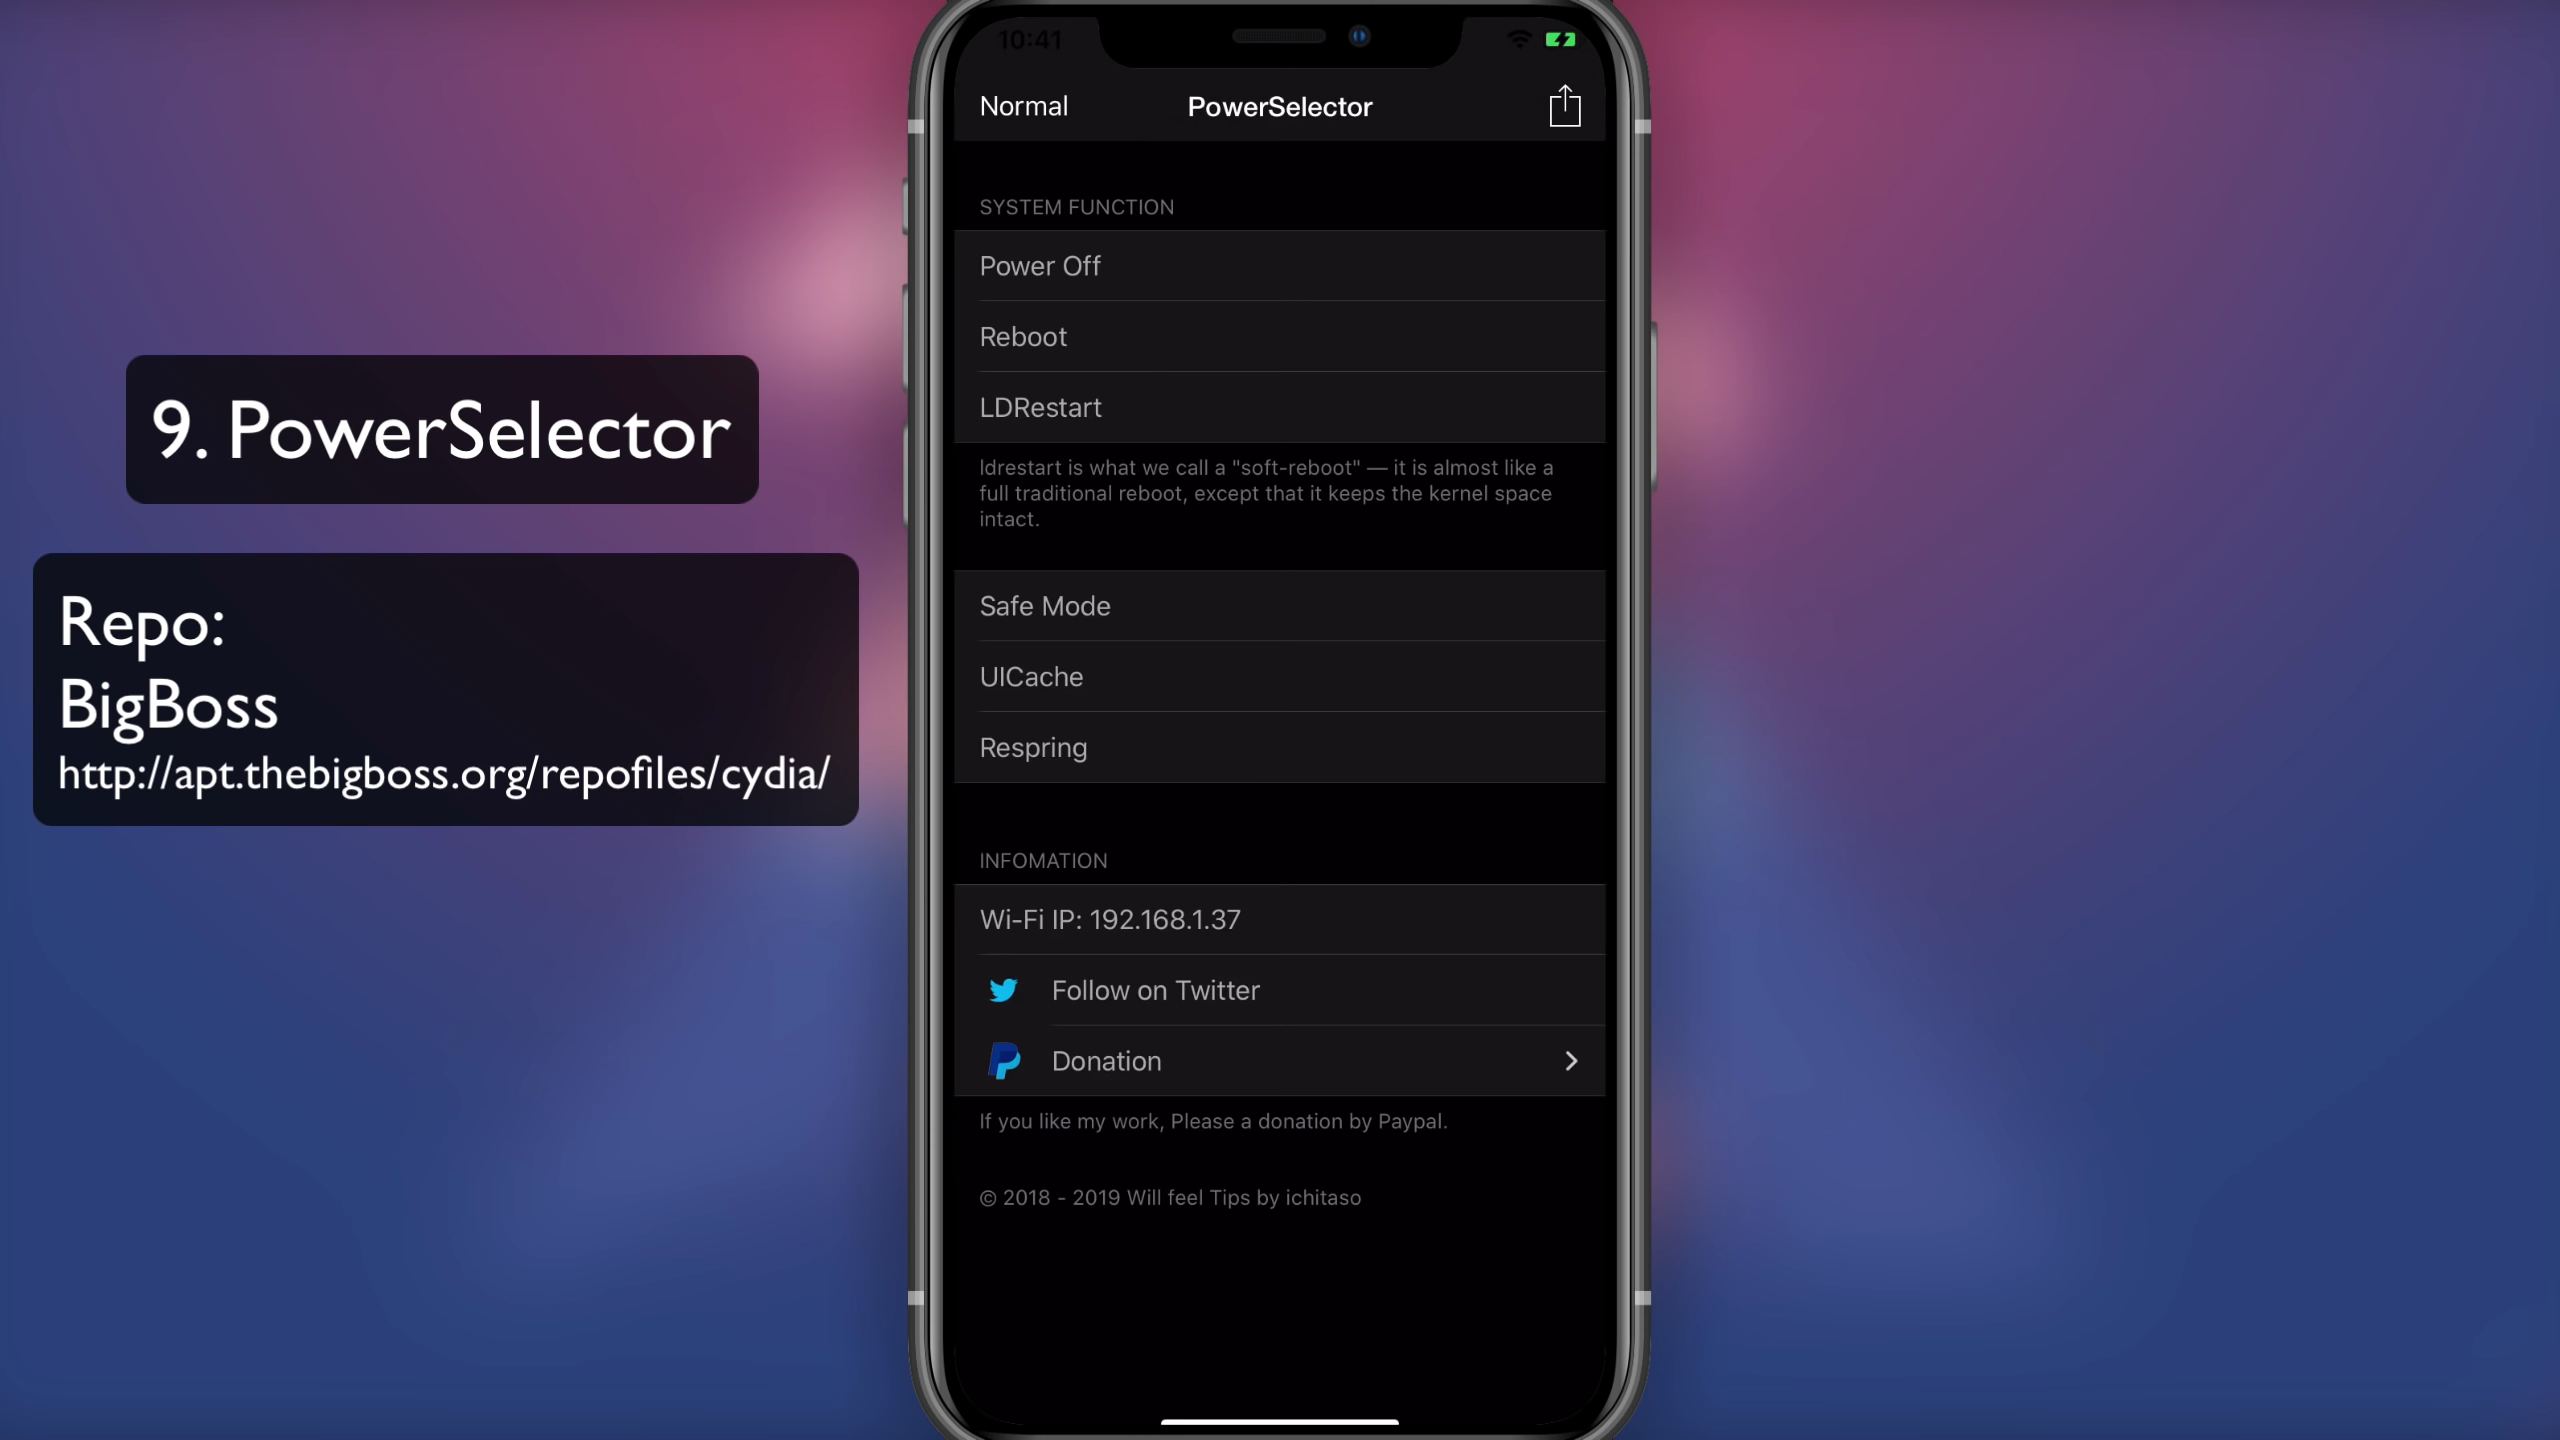 9. PowerSelector
Repo:
BigBoss
http://apt.thebigboss.org/repofiles/cydia/
10:41
Normal
PowerSelector
SYSTEM FUNCTION
Power Off
Reboot
LDRestart
ldrestart is what we call a "soft-reboot" — it is almost like a
full traditional reboot, except that it keeps the kernel space
intact.
Safe Mode
UICache
Respring
INFOMATION
Wi-Fi IP: 192.168.1.37
Follow on Twitter
Donation
If you like my work, Please a donation by Paypal.
© 2018 - 2019 Will feel Tips by ichitaso